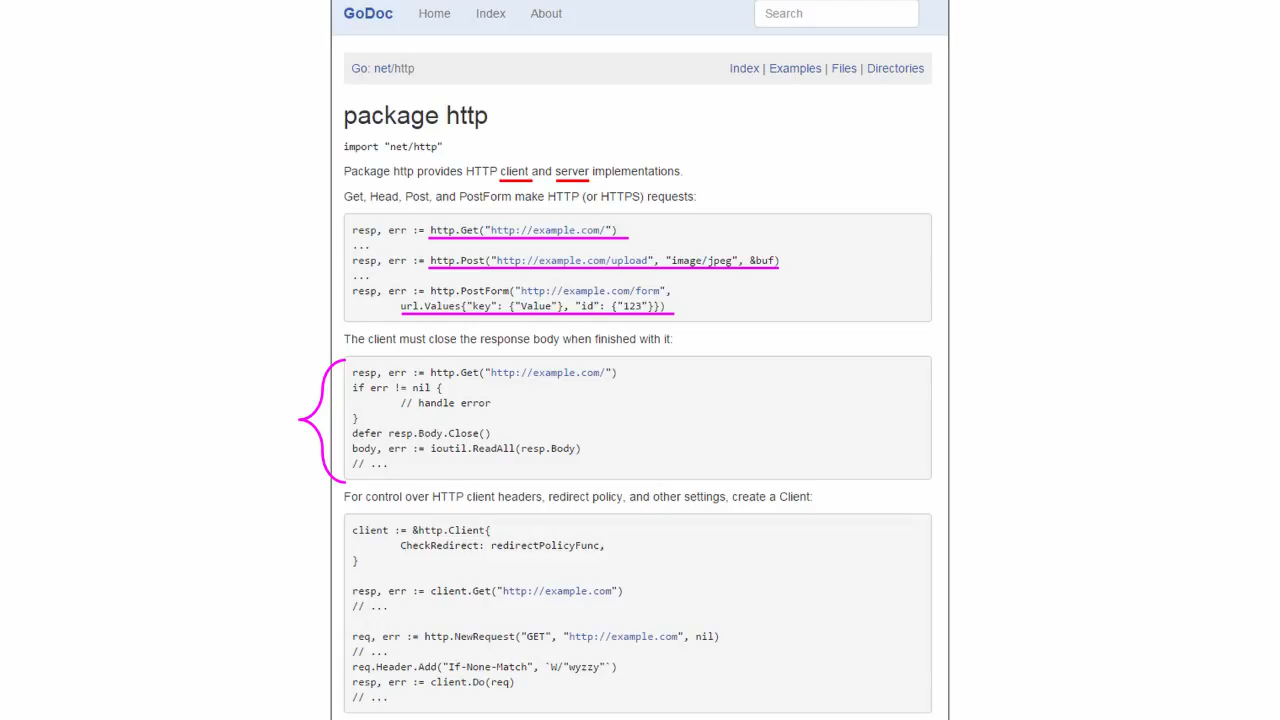 GoDoc Home Index About Search
Go: net/http Index | Examples | Files | Directories
package http
import "net/http"
Package http provides HTTP client and server implementations.
Get, Head, Post, and PostForm make HTTP (or HTTPS) requests:
resp, err := http.Get("http://example.com/")
...
resp, err := http.Post("http://example.com/upload", "image/jpeg", &buf)
...
resp, err := http.PostForm("http://example.com/form",
url.Values{"key": {"Value"}, "id": {"123"}})
The client must close the response body when finished with it:
resp, err := http.Get("http://example.com/")
if err != nil {
// handle error
}
defer resp.Body.Close()
body, err := ioutil.ReadAll(resp.Body)
// ...
For control over HTTP client headers, redirect policy, and other settings, create a Client:
client := &http.Client{
CheckRedirect: redirectPolicyFunc,
}
resp, err := client.Get("http://example.com")
// ...
req, err := http.NewRequest("GET", "http://example.com", nil)
// ...
req.Header.Add("If-None-Match", `W/"wyzzy"`)
resp, err := client.Do(req)
// ...